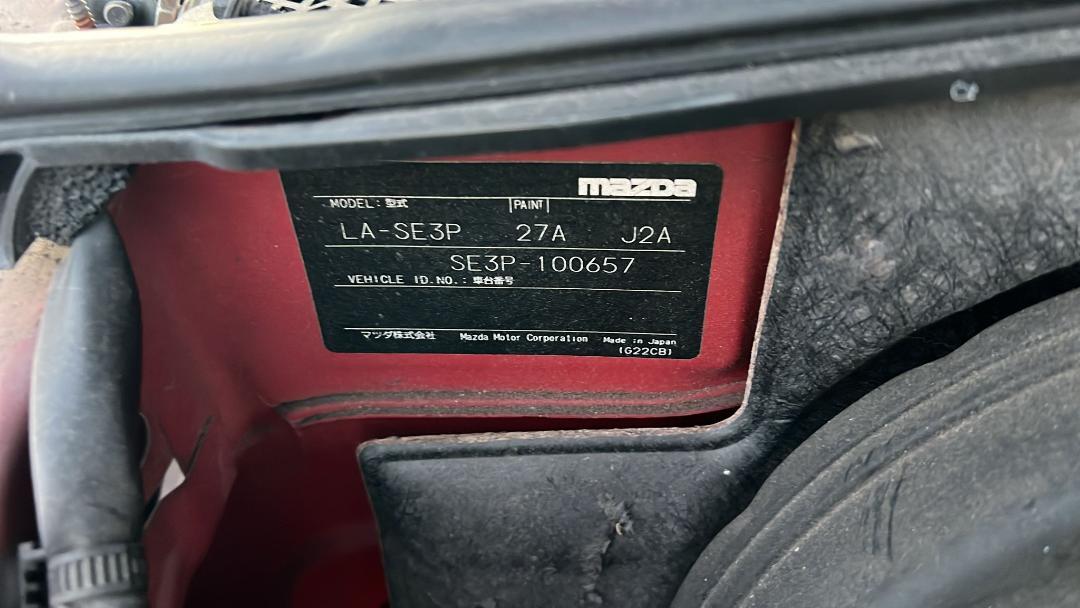 mazda
MODEL: 型式 PAINT
LA-SE3P 27A J2A
SE3P-100657
VEHICLE ID.NO.: 車台番号
マツダ株式会社 Mazda Motor Corporation Made in Japan
(G22CB)